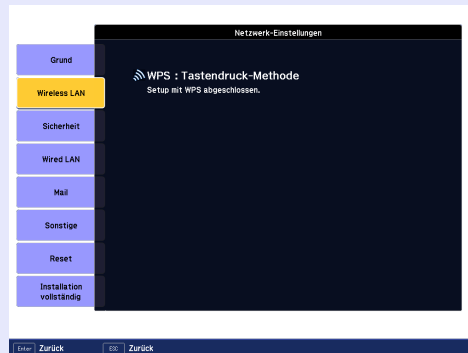 Netzwerk-Einstellungen
Grund
WPS : Tastendruck-Methode
Setup mit WPS abgeschlossen.
Wireless LAN
Sicherheit
Wired LAN
Mail
Sonstige
Reset
Installation
vollständig
Enter Zurück ESC Zurück